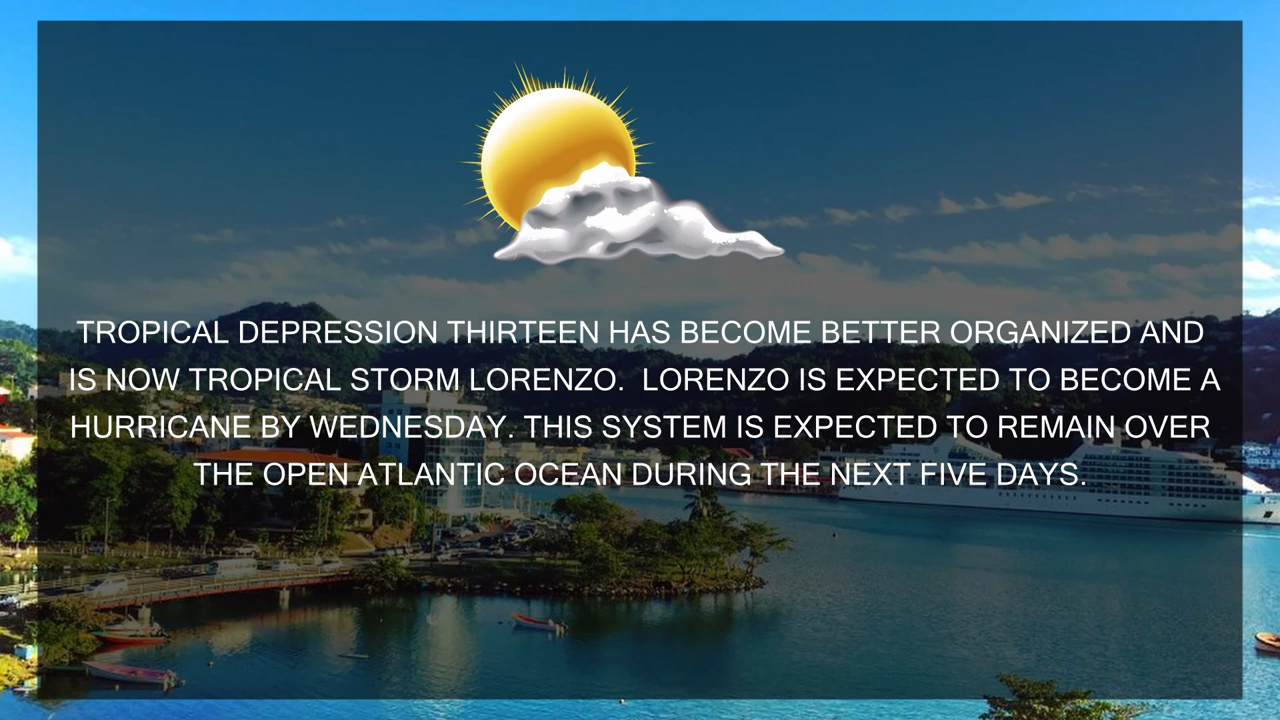 TROPICAL DEPRESSION THIRTEEN HAS BECOME BETTER ORGANIZED AND
IS NOW TROPICAL STORM LORENZO.  LORENZO IS EXPECTED TO BECOME A
HURRICANE BY WEDNESDAY. THIS SYSTEM IS EXPECTED TO REMAIN OVER
THE OPEN ATLANTIC OCEAN DURING THE NEXT FIVE DAYS.